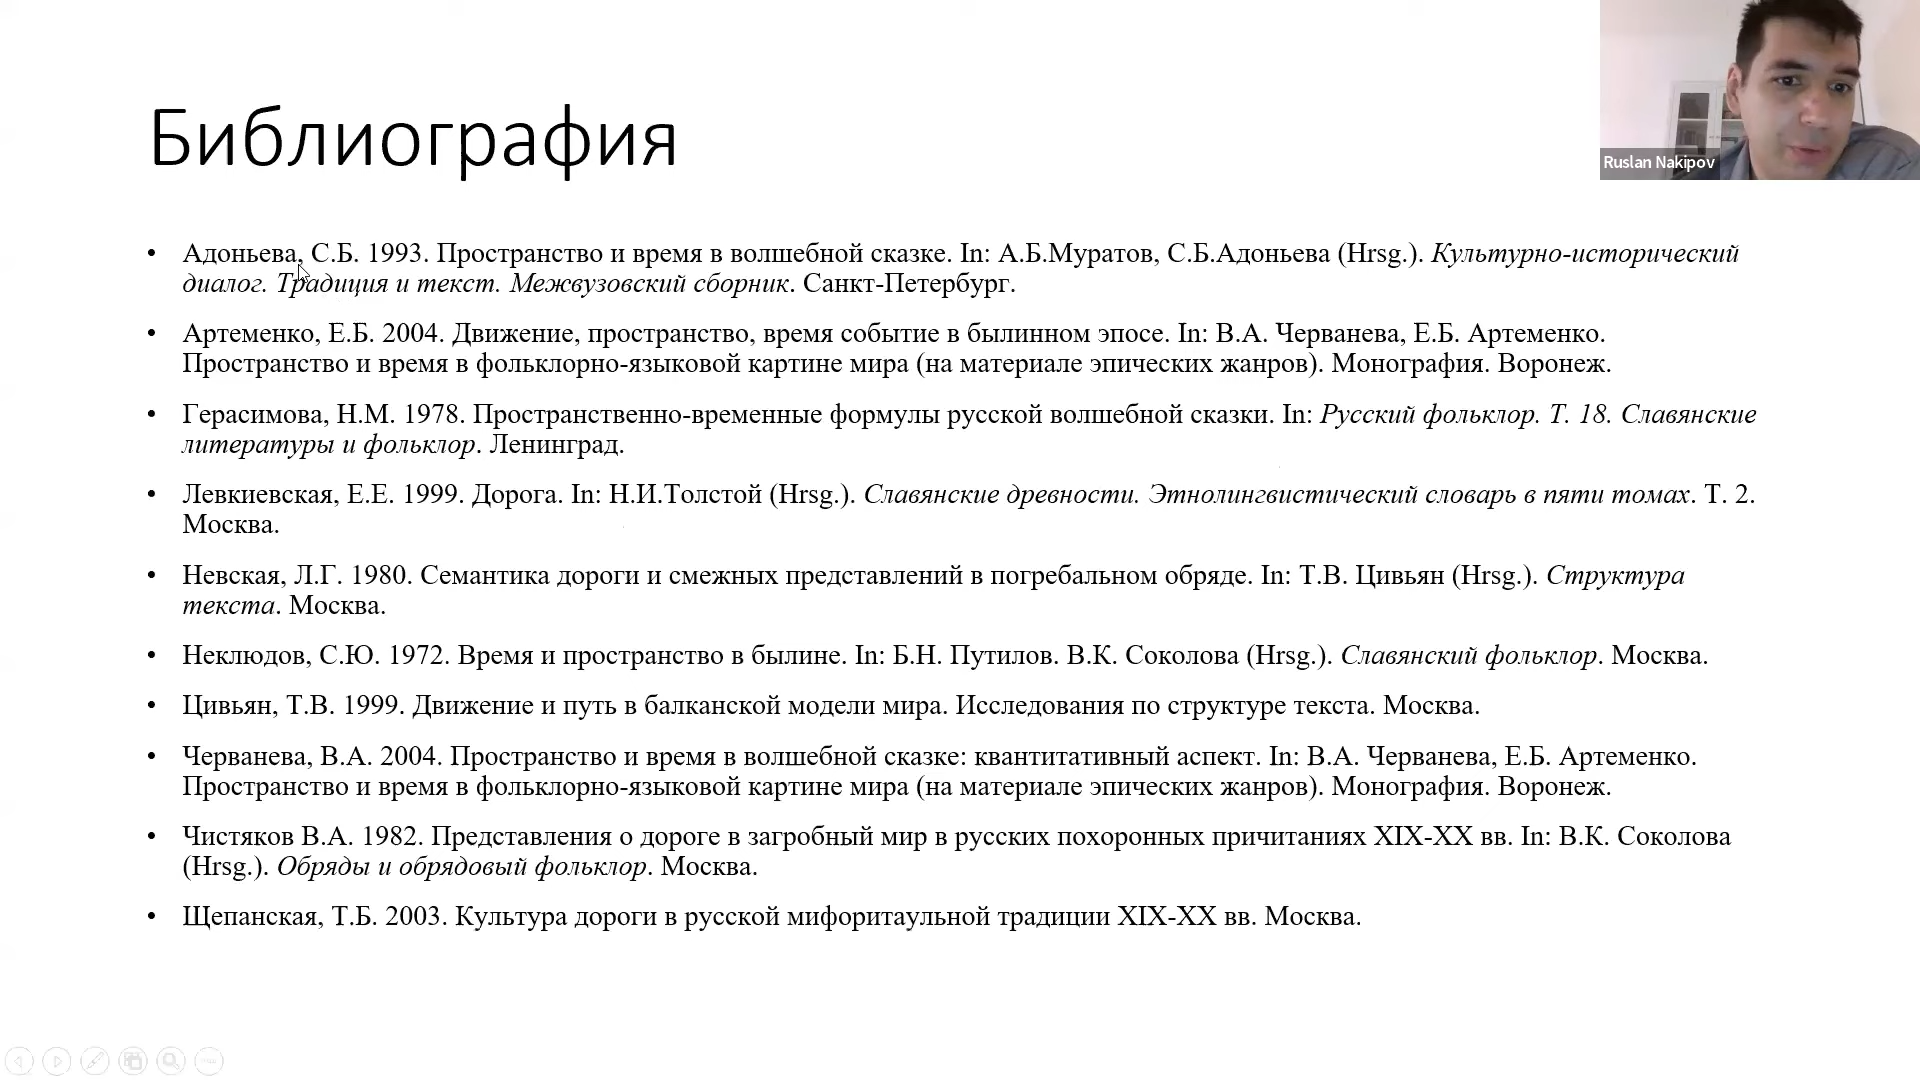 Библиография
Ruslan Nakipov
• Адоньева, С.Б. 1993. Пространство и время в волшебной сказке. In: А.Б.Муратов, С.Б.Адоньева (Hrsg.). Культурно-исторический
диалог. Традиция и текст. Межвузовский сборник. Санкт-Петербург.
• Артеменко, Е.Б. 2004. Движение, пространство, время событие в былинном эпосе. In: В.А. Черванева, Е.Б. Артеменко.
Пространство и время в фольклорно-языковой картине мира (на материале эпических жанров). Монография. Воронеж.
• Герасимова, Н.М. 1978. Пространственно-временные формулы русской волшебной сказки. In: Русский фольклор. Т. 18. Славянские
литературы и фольклор. Ленинград.
• Левкиевская, Е.Е. 1999. Дорога. In: Н.И.Толстой (Hrsg.). Славянские древности. Этнолингвистический словарь в пяти томах. Т. 2.
Москва.
• Невская, Л.Г. 1980. Семантика дороги и смежных представлений в погребальном обряде. In: Т.В. Цивьян (Hrsg.). Структура
текста. Москва.
• Неклюдов, С.Ю. 1972. Время и пространство в былине. In: Б.Н. Путилов. В.К. Соколова (Hrsg.). Славянский фольклор. Москва.
• Цивьян, Т.В. 1999. Движение и путь в балканской модели мира. Исследования по структуре текста. Москва.
• Черванева, В.А. 2004. Пространство и время в волшебной сказке: квантитативный аспект. In: В.А. Черванева, Е.Б. Артеменко.
Пространство и время в фольклорно-языковой картине мира (на материале эпических жанров). Монография. Воронеж.
• Чистяков В.А. 1982. Представления о дороге в загробный мир в русских похоронных причитаниях XIX-XX вв. In: В.К. Соколова
(Hrsg.). Обряды и обрядовый фольклор. Москва.
• Щепанская, Т.Б. 2003. Культура дороги в русской мифоритаульной традиции XIX-XX вв. Москва.